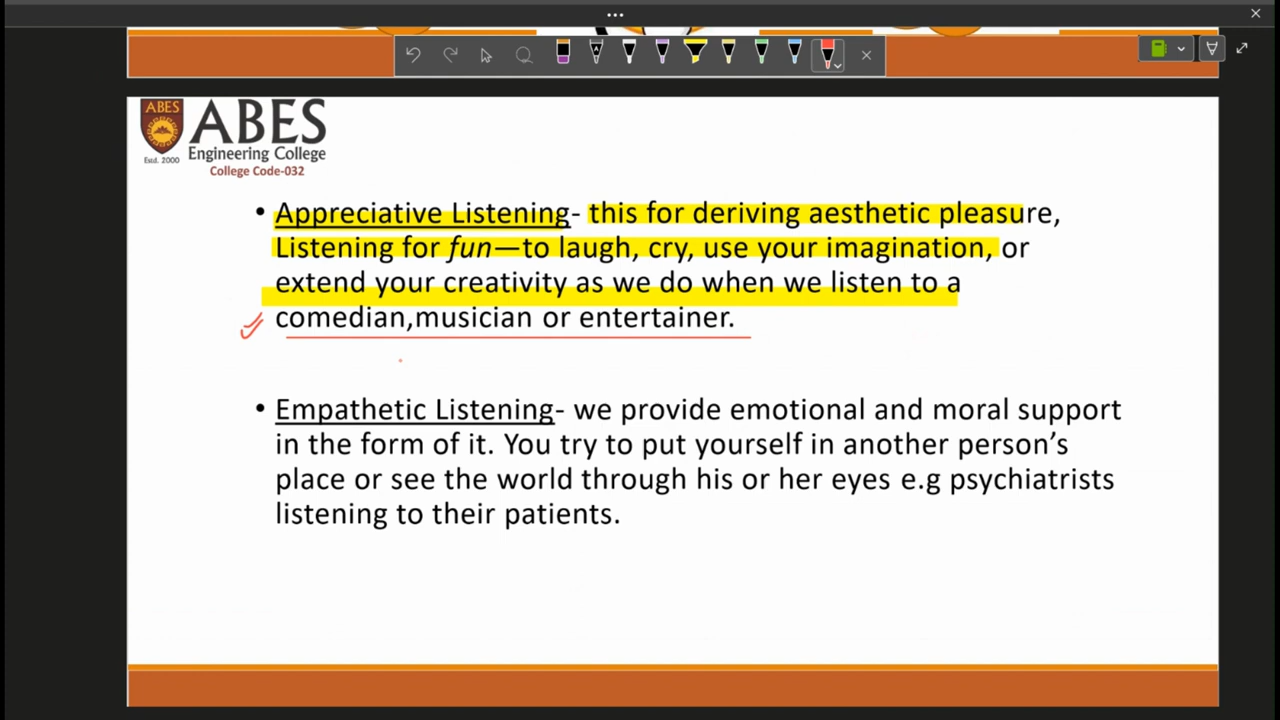 ABES
ABES
Engineering College
Estd. 2000
College Code-032
• Appreciative Listening- this for deriving aesthetic pleasure,
Listening for fun—to laugh, cry, use your imagination, or
extend your creativity as we do when we listen to a
comedian,musician or entertainer.
• Empathetic Listening- we provide emotional and moral support
in the form of it. You try to put yourself in another person’s
place or see the world through his or her eyes e.g psychiatrists
listening to their patients.